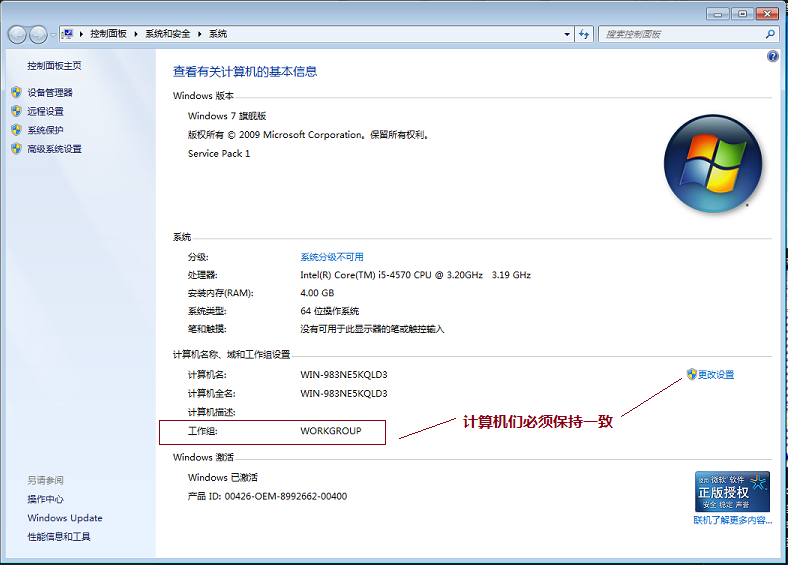 控制面板 ▸ 系统和安全 ▸ 系统
搜索控制面板
控制面板主页
设备管理器
远程设置
系统保护
高级系统设置
查看有关计算机的基本信息
Windows 版本
Windows 7 旗舰版
版权所有 © 2009 Microsoft Corporation。保留所有权利。
Service Pack 1
系统
分级: 系统分级不可用
处理器: Intel(R) Core(TM) i5-4570 CPU @ 3.20GHz 3.19 GHz
安装内存(RAM): 4.00 GB
系统类型: 64 位操作系统
笔和触摸: 没有可用于此显示器的笔或触控输入
计算机名称、域和工作组设置
计算机名: WIN-983NE5KQLD3
更改设置
计算机全名: WIN-983NE5KQLD3
计算机描述:
工作组: WORKGROUP
计算机们必须保持一致
Windows 激活
Windows 已激活
产品 ID: 00426-OEM-8992662-00400
使用 微软 软件
正版授权
安全 稳定 声誉
联机了解更多内容...
另请参阅
操作中心
Windows Update
性能信息和工具